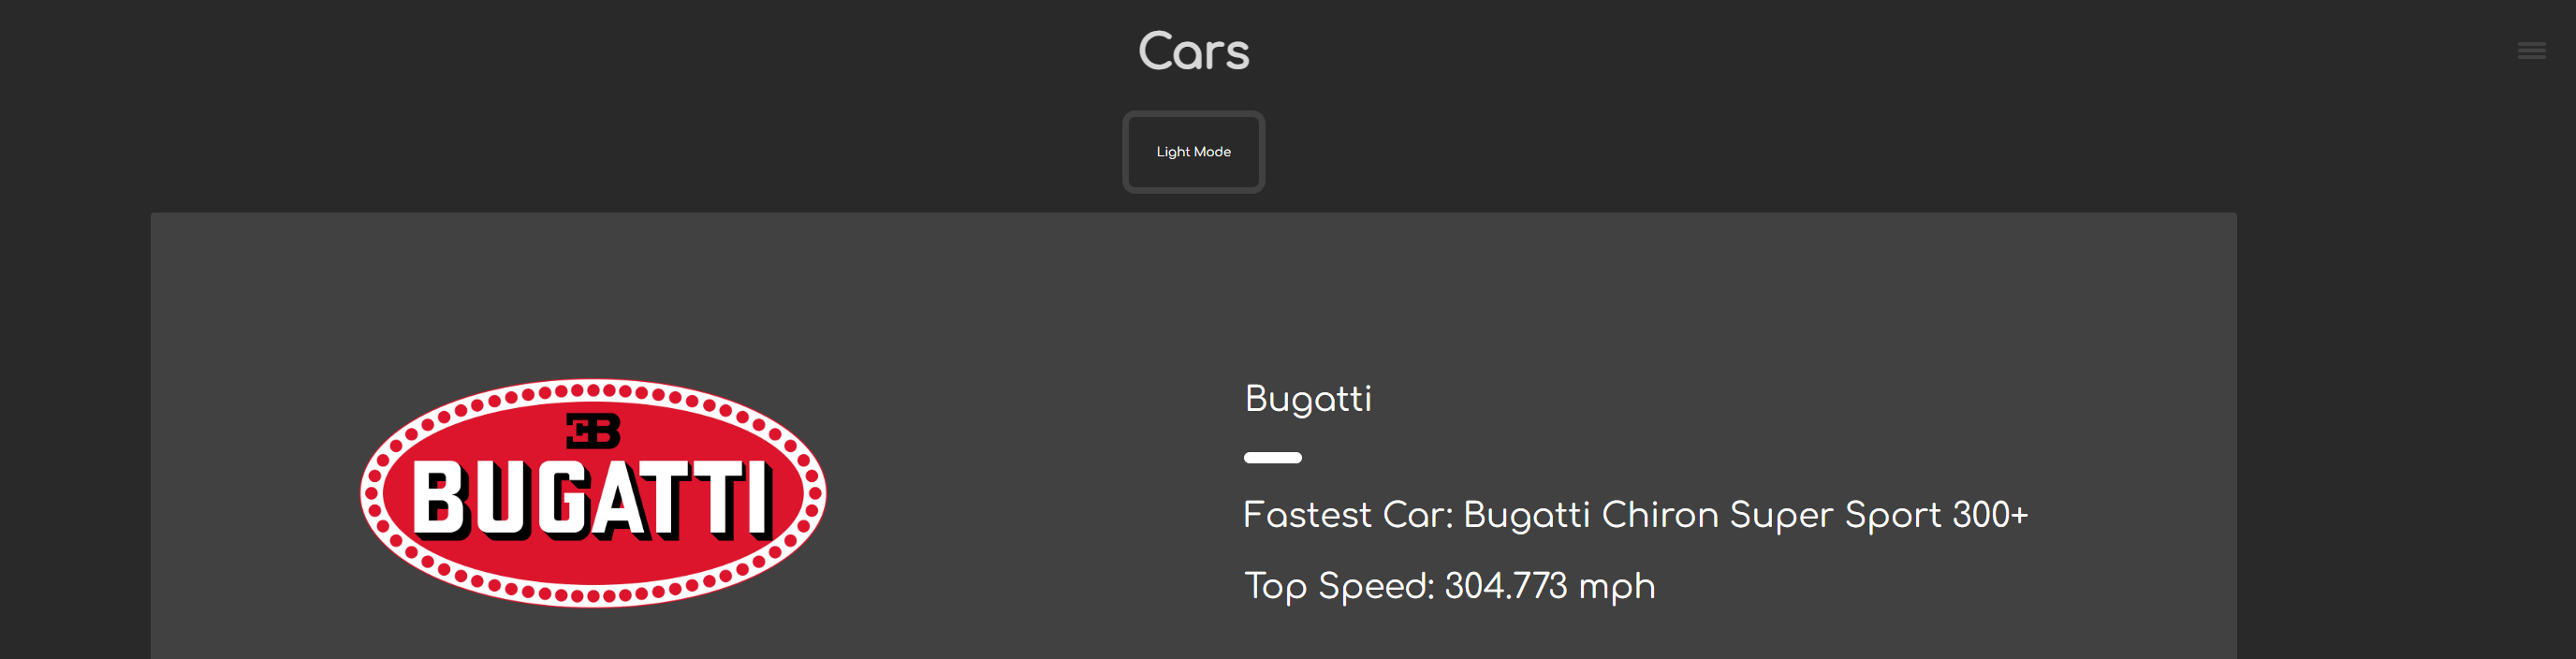 Cars
Light Mode
EB
BUGATTI
Bugatti
Fastest Car: Bugatti Chiron Super Sport 300+
Top Speed: 304.773 mph